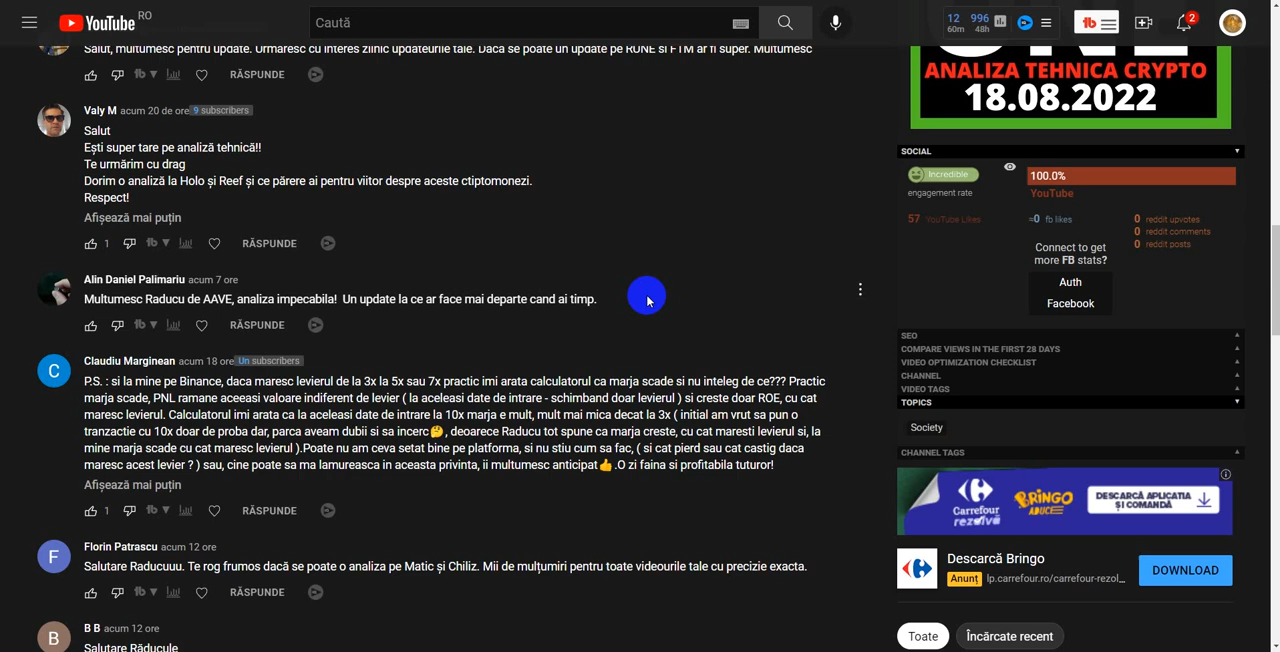 YouTube RO
Caută
12 996
60m 48h
tb
2
Salut, multumesc pentru update. Urmaresc cu interes zilnic updateurile tale. Daca se poate un update pe RUNE si FTM ar fi super. Multumesc
tb RĂSPUNDE
Valy M acum 20 de ore 9 subscribers
Salut
Ești super tare pe analiză tehnică!!
Te urmărim cu drag
Dorim o analiză la Holo și Reef și ce părere ai pentru viitor despre aceste ctiptomonezi.
Respect!
Afișează mai puțin
1 tb RĂSPUNDE
Alin Daniel Palimariu acum 7 ore
Multumesc Raducu de AAVE, analiza impecabila! Un update la ce ar face mai departe cand ai timp.
tb RĂSPUNDE
C
Claudiu Marginean acum 18 ore Un subscribers
P.S. : si la mine pe Binance, daca maresc levierul de la 3x la 5x sau 7x practic imi arata calculatorul ca marja scade si nu inteleg de ce??? Practic
marja scade, PNL ramane aceeasi valoare indiferent de levier ( la aceleasi date de intrare - schimband doar levierul ) si creste doar ROE, cu cat
maresc levierul. Calculatorul imi arata ca la aceleasi date de intrare la 10x marja e mult, mult mai mica decat la 3x ( initial am vrut sa pun o
tranzactie cu 10x doar de proba dar, parca aveam dubii si sa incerc🤔, deoarece Raducu tot spune ca marja creste, cu cat maresti levierul si, la
mine marja scade cu cat maresc levierul ).Poate nu am ceva setat bine pe platforma, si nu stiu cum sa fac, ( si cat pierd sau cat castig daca
maresc acest levier ? ) sau, cine poate sa ma lamureasca in aceasta privinta, ii multumesc anticipat👍.O zi faina si profitabila tuturor!
Afișează mai puțin
1 tb RĂSPUNDE
F
Florin Patrascu acum 12 ore
Salutare Raducuuu. Te rog frumos dacă se poate o analiza pe Matic și Chiliz. Mii de mulțumiri pentru toate videourile tale cu precizie exacta.
tb RĂSPUNDE
B
B B acum 12 ore
Salutare Răducule
ANALIZA TEHNICA CRYPTO
18.08.2022
SOCIAL
Incredible
engagement rate
100.0%
YouTube
57 YouTube Likes
≈0 fb likes
0 reddit upvotes
0 reddit comments
0 reddit posts
Connect to get
more FB stats?
Auth
Facebook
SEO
COMPARE VIEWS IN THE FIRST 28 DAYS
VIDEO OPTIMIZATION CHECKLIST
CHANNEL
VIDEO TAGS
TOPICS
Society
CHANNEL TAGS
Carrefour
rezolvă
BRINGO
ADUCE
DESCARCĂ APLICAȚIA
ȘI COMANDĂ
Descarcă Bringo
Anunț lp.carrefour.ro/carrefour-rezol...
DOWNLOAD
Toate
Încărcate recent